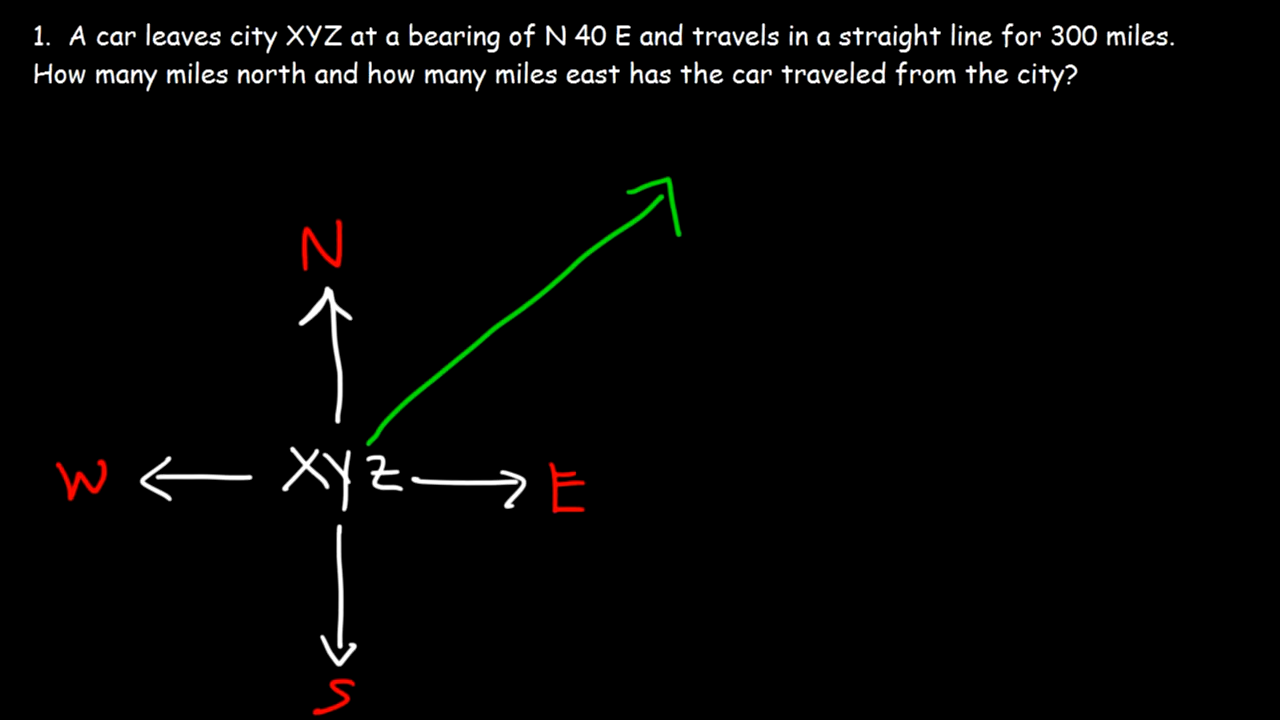 1. A car leaves city XYZ at a bearing of N 40 E and travels in a straight line for 300 miles.
How many miles north and how many miles east has the car traveled from the city?
N
W XYZ E
S